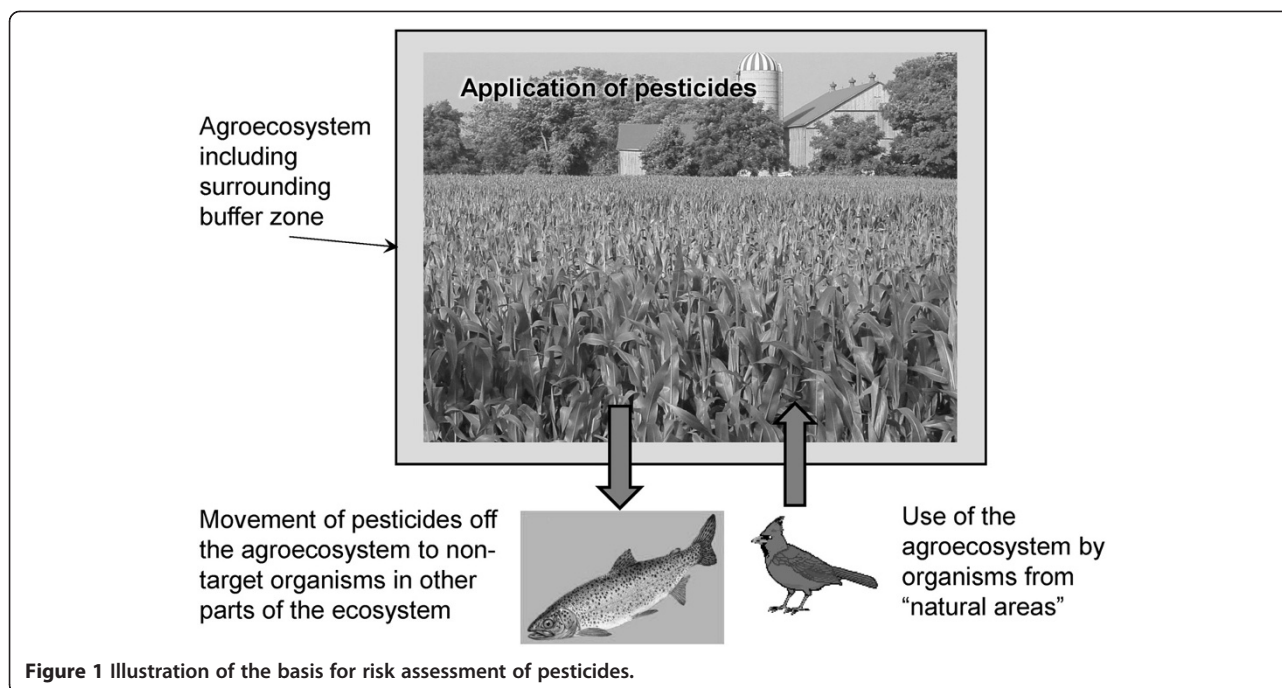 Application of pesticides
Agroecosystem
including
surrounding
buffer zone
Movement of pesticides off
the agroecosystem to non-
target organisms in other
parts of the ecosystem
Use of the
agroecosystem by
organisms from
“natural areas”
Figure 1 Illustration of the basis for risk assessment of pesticides.